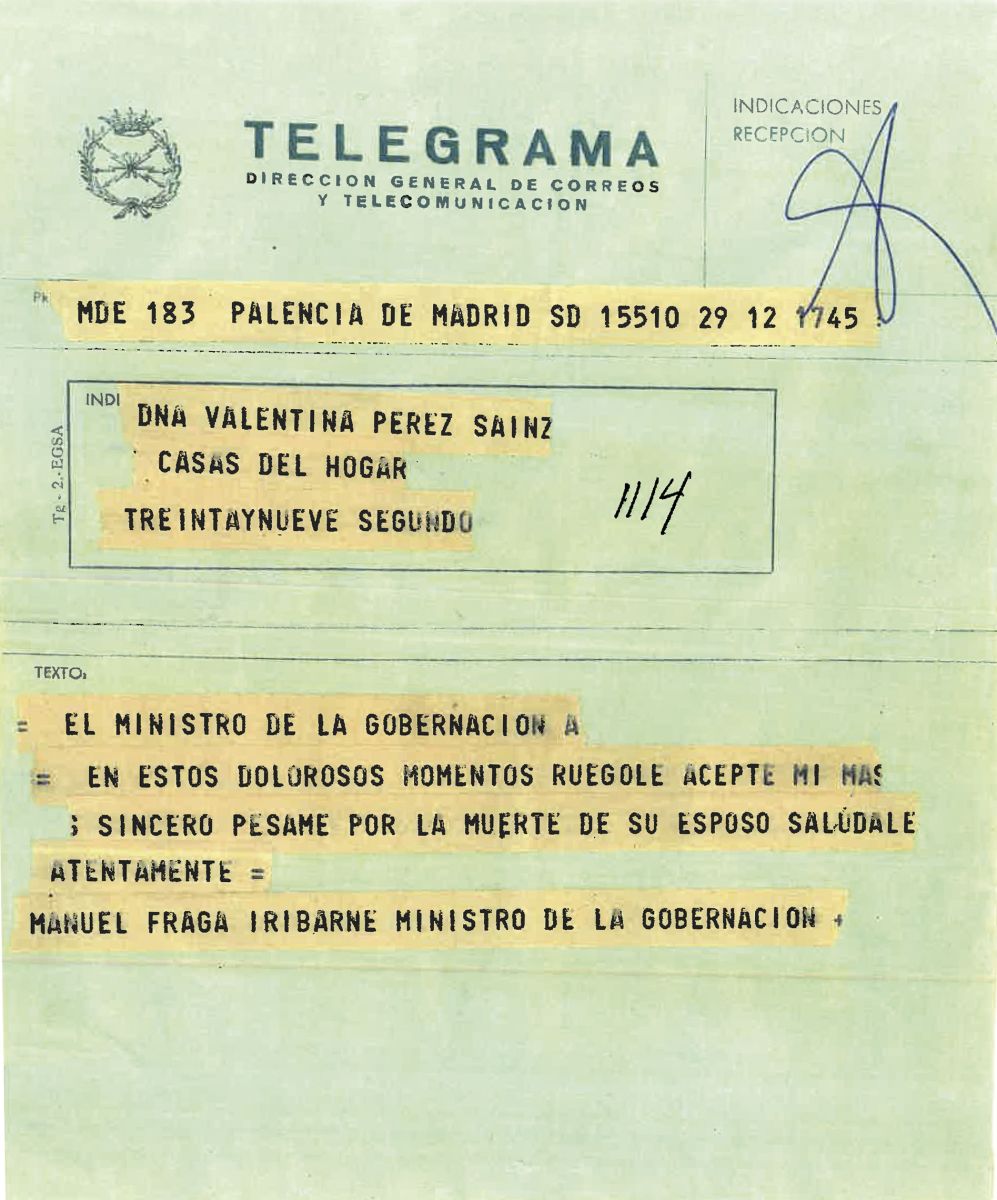 INDICACIONES
RECEPCION
TELEGRAMA
DIRECCION GENERAL DE CORREOS
Y TELECOMUNICACION
MDE 183 PALENCIA DE MADRID SD 15510 29 12 1745
INDI
DNA VALENTINA PEREZ SAINZ
CASAS DEL HOGAR
TREINTAYNUEVE SEGUNDO
1114
Tg - 2.-EGSA
TEXTO:
= EL MINISTRO DE LA GOBERNACION A
= EN ESTOS DOLOROSOS MOMENTOS RUEGOLE ACEPTE MI MAS
; SINCERO PESAME POR LA MUERTE DE SU ESPOSO SALUDALE
ATENTAMENTE =
MANUEL FRAGA IRIBARNE MINISTRO DE LA GOBERNACION +